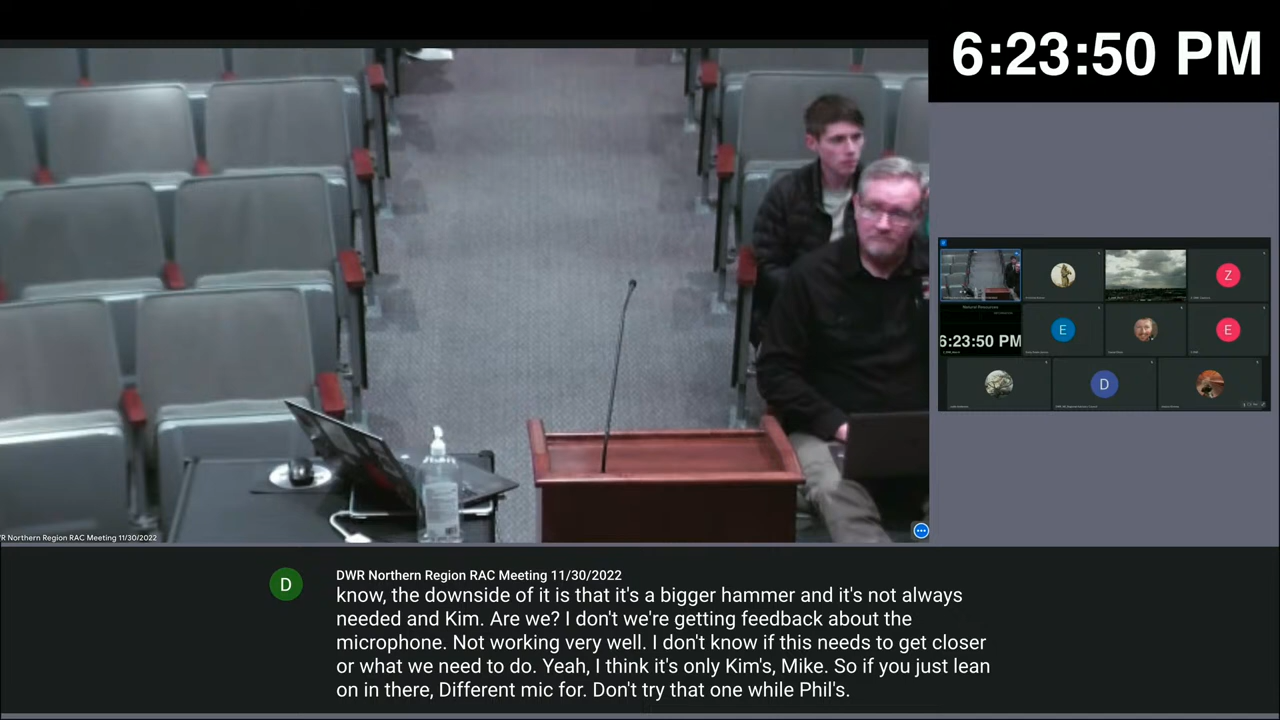 6:23:50 PM
Z
Natural Resources
6:23:50 PM
E
E
D
R Northern Region RAC Meeting 11/30/2022
D
DWR Northern Region RAC Meeting 11/30/2022
know, the downside of it is that it's a bigger hammer and it's not always
needed and Kim. Are we? I don't we're getting feedback about the
microphone. Not working very well. I don't know if this needs to get closer
or what we need to do. Yeah, I think it's only Kim's, Mike. So if you just lean
on in there, Different mic for. Don't try that one while Phil's.